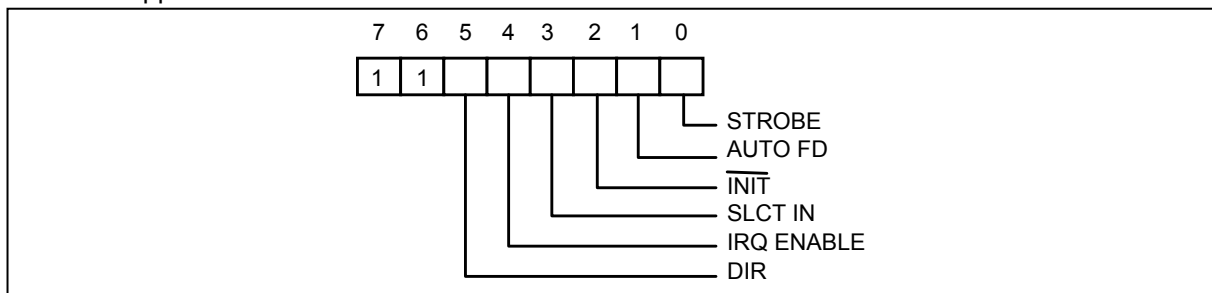 7 6 5 4 3 2 1 0
1 1
STROBE
AUTO FD
INIT
SLCT IN
IRQ ENABLE
DIR